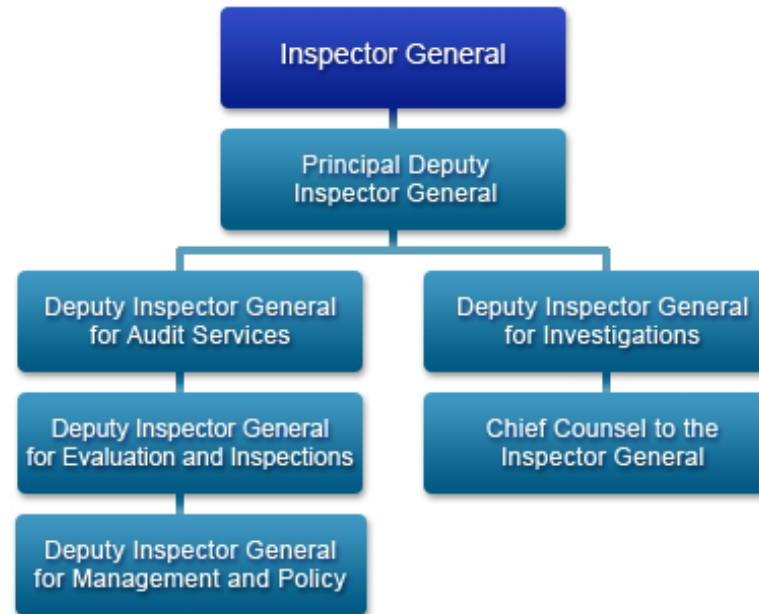 Inspector General
Principal Deputy
Inspector General
Deputy Inspector General
for Audit Services
Deputy Inspector General
for Investigations
Deputy Inspector General
for Evaluation and Inspections
Chief Counsel to the
Inspector General
Deputy Inspector General
for Management and Policy